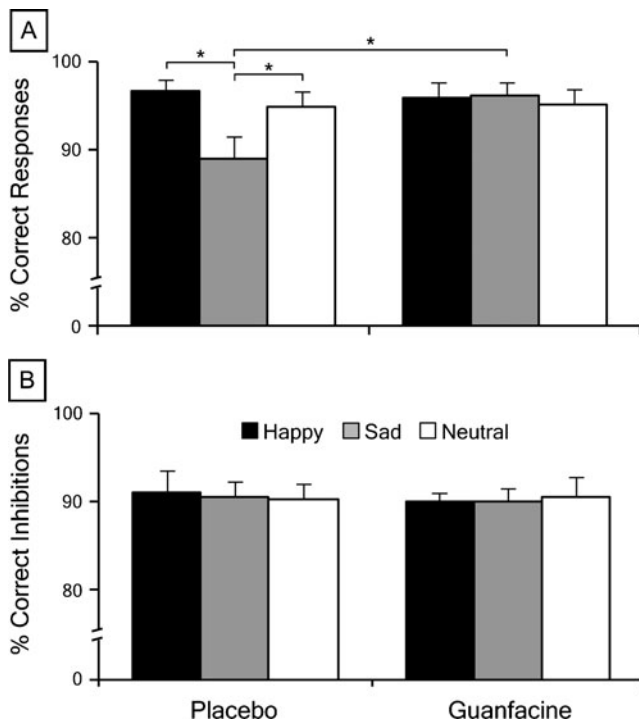 A
% Correct Responses
100
90
80
0
*
*
*
B
% Correct Inhibitions
100
90
80
0
Happy Sad Neutral
Placebo Guanfacine